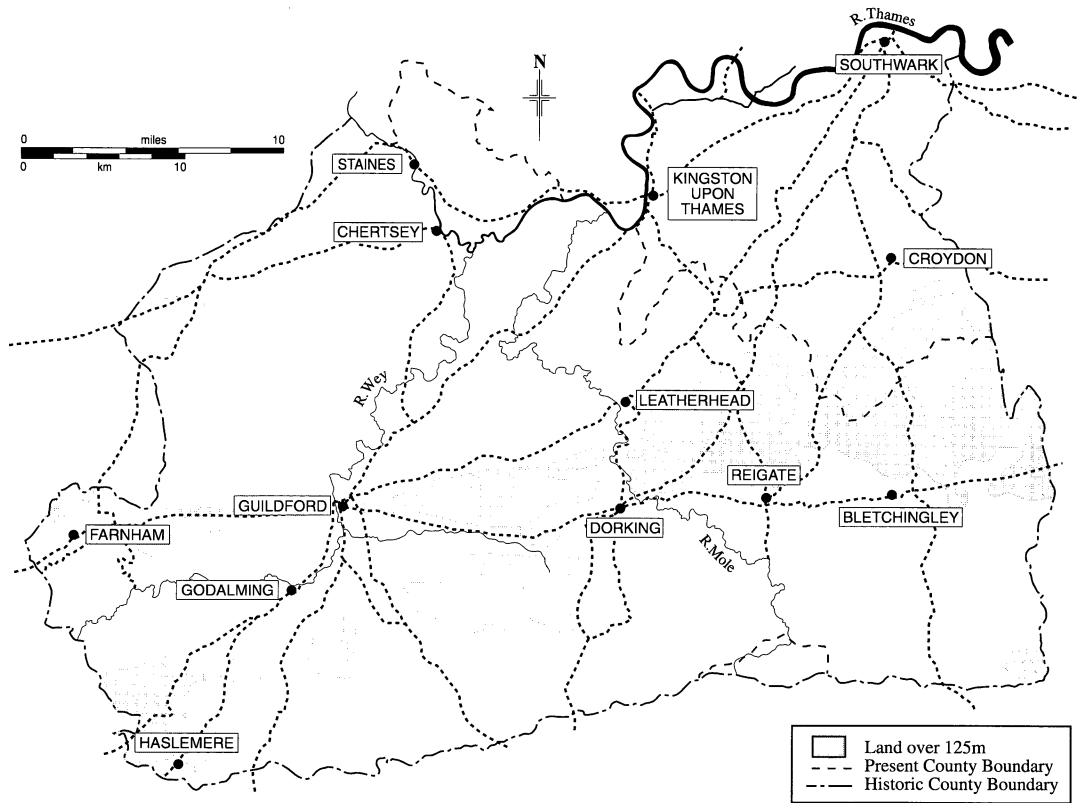 R.Thames
SOUTHWARK
N
0 miles 10
0 km 10
STAINES
KINGSTON
UPON
THAMES
CHERTSEY
CROYDON
R.Wey
LEATHERHEAD
REIGATE
GUILDFORD
DORKING
BLETCHINGLEY
FARNHAM
R.Mole
GODALMING
HASLEMERE
Land over 125m
Present County Boundary
Historic County Boundary